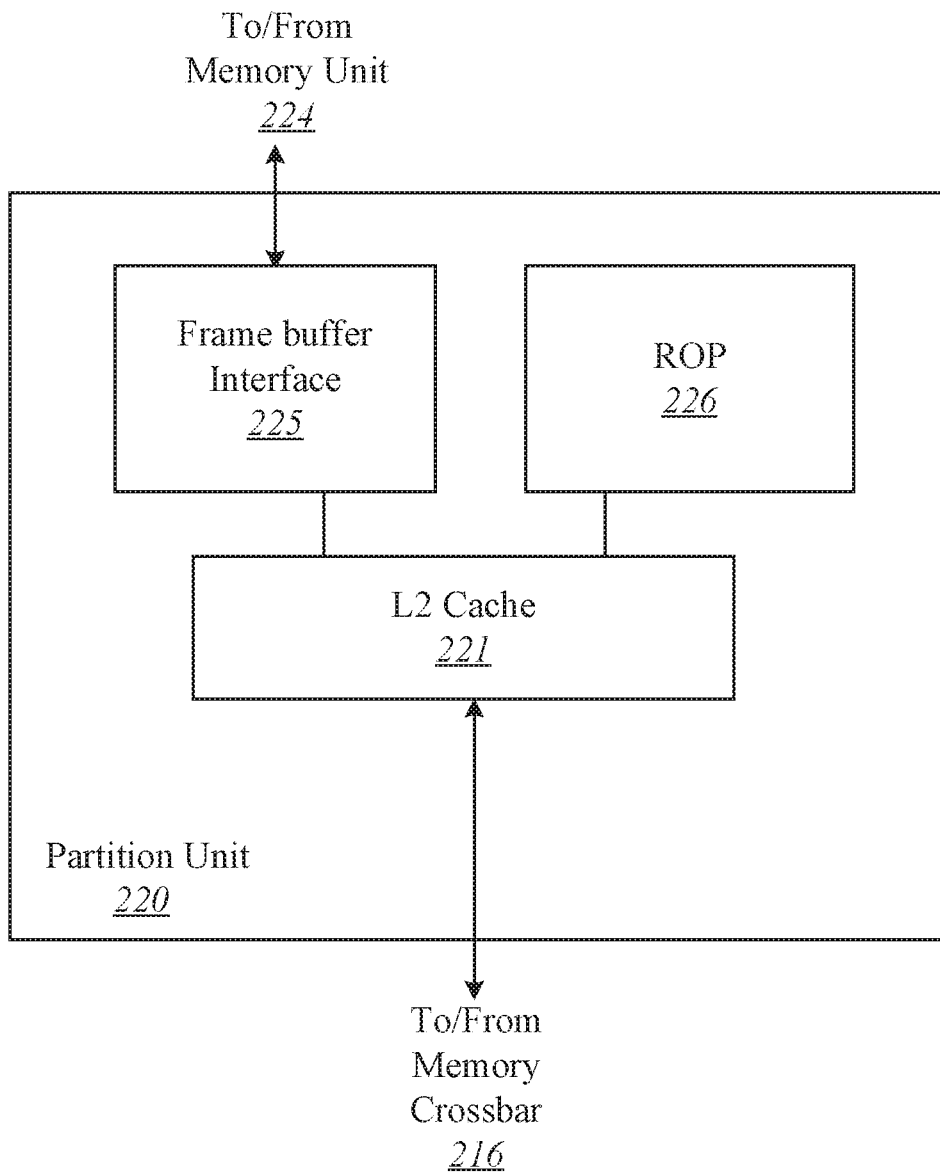 To/From
Memory Unit
224
Frame buffer
Interface
225
ROP
226
L2 Cache
221
Partition Unit
220
To/From
Memory
Crossbar
216